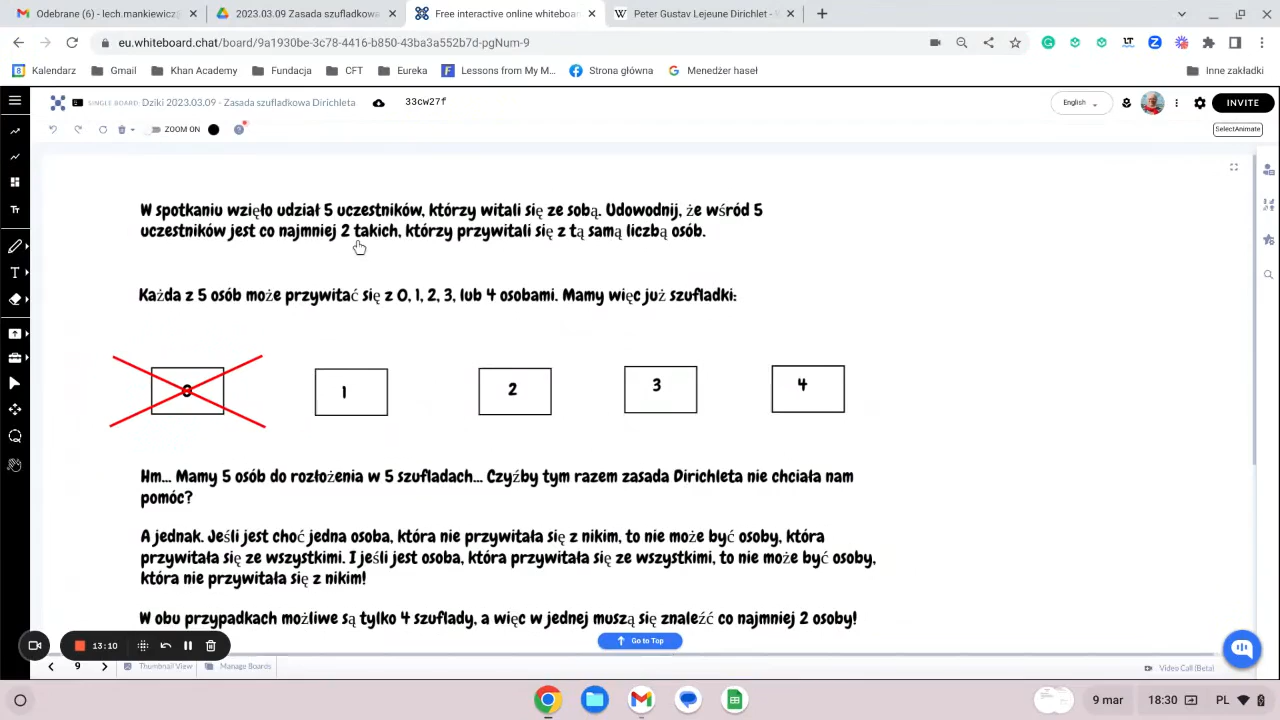 Odebrane (6) - lech.mankiewicz
2023.03.09 Zasada szufladkowa
Free interactive online whiteboard
Peter Gustav Lejeune Dirichlet -
eu.whiteboard.chat/board/9a1930be-3c78-4416-b850-43ba3a552b7d-pgNum-9
Kalendarz Gmail Khan Academy Fundacja CFT Eureka Lessons from My M... Strona główna Menedżer haseł Inne zakładki
SINGLE BOARD: Dziki 2023.03.09 - Zasada szufladkowa Dirichleta 33cw27f English INVITE
ZOOM ON SelectAnimate
W spotkaniu wzięło udział 5 uczestników, którzy witali się ze sobą. Udowodnij, że wśród 5
uczestników jest co najmniej 2 takich, którzy przywitali się z tą samą liczbą osób.
Każda z 5 osób może przywitać się z 0, 1, 2, 3, lub 4 osobami. Mamy więc już szufladki:
0 1 2 3 4
Hm... Mamy 5 osób do rozłożenia w 5 szufladach... Czyźby tym razem zasada Dirichleta nie chciała nam
pomóc?
A jednak. Jeśli jest choć jedna osoba, która nie przywitała się z nikim, to nie może być osoby, która
przywitała się ze wszystkimi. I jeśli jest osoba, która przywitała się ze wszystkimi, to nie może być osoby,
która nie przywitała się z nikim!
W obu przypadkach możliwe są tylko 4 szuflady, a więc w jednej muszą się znaleźć co najmniej 2 osoby!
13:10
Go to Top
9 Thumbnail View Manage Boards Video Call (Beta)
9 mar 18:30 PL